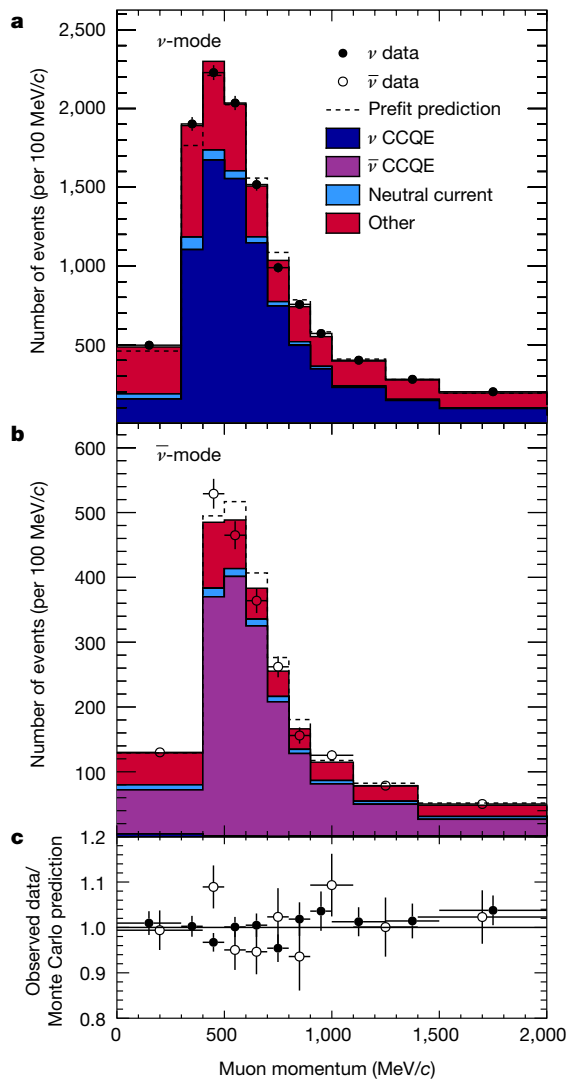 a
ν-mode
ν data
ν̅ data
Prefit prediction
ν CCQE
ν̅ CCQE
Neutral current
Other
Number of events (per 100 MeV/c)
2,500
2,000
1,500
1,000
500
b
ν̅-mode
Number of events (per 100 MeV/c)
600
500
400
300
200
100
c
Observed data/
Monte Carlo prediction
1.2
1.1
1.0
0.9
0.8
0
500
1,000
1,500
2,000
Muon momentum (MeV/c)